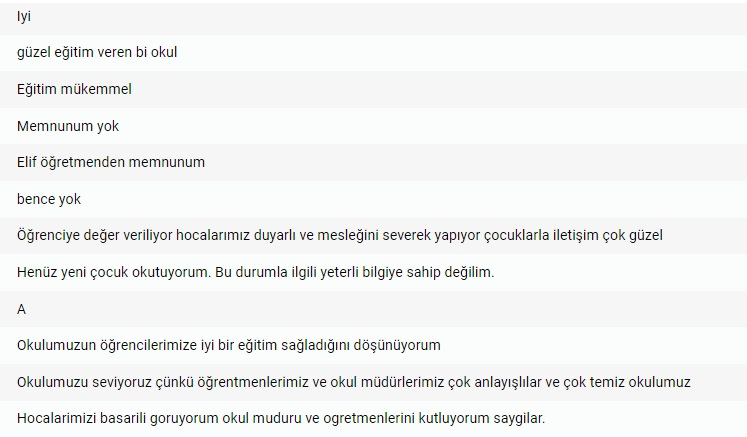 Iyi
güzel eğitim veren bi okul
Eğitim mükemmel
Memnunum yok
Elif öğretmenden memnunum
bence yok
Öğrenciye değer veriliyor hocalarımız duyarlı ve mesleğini severek yapıyor çocuklarla iletişim çok güzel
Henüz yeni çocuk okutuyorum. Bu durumla ilgili yeterli bilgiye sahip değilim.
A
Okulumuzun öğrencilerimize iyi bir eğitim sağladığını döşünüyorum
Okulumuzu seviyoruz çünkü öğrentmenlerimiz ve okul müdürlerimiz çok anlayışlılar ve çok temiz okulumuz
Hocalarimizi basarili goruyorum okul muduru ve ogretmenlerini kutluyorum saygilar.